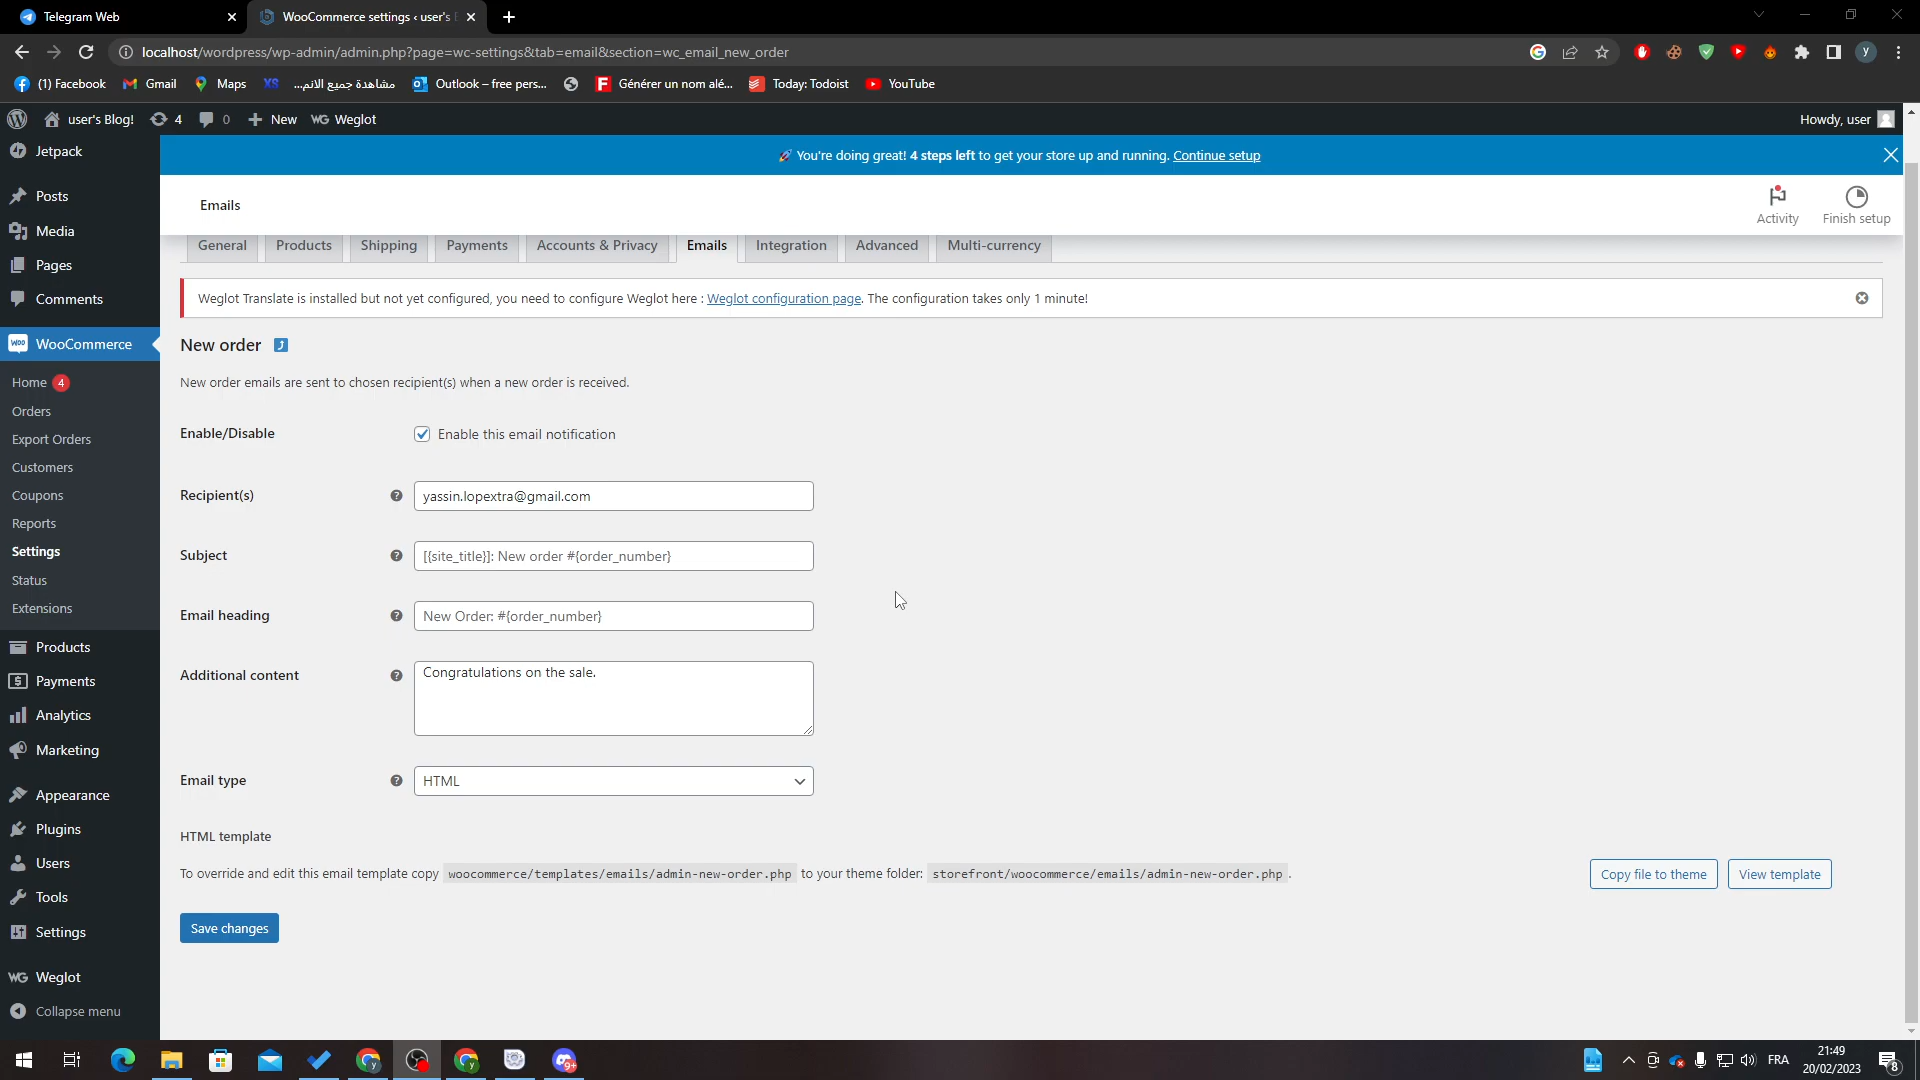 Telegram Web
WooCommerce settings ‹ user's
localhost/wordpress/wp-admin/admin.php?page=wc-settings&tab=email&section=wc_email_new_order
(1) Facebook
Gmail
Maps
XS
مشاهدة جميع الانم...
Outlook – free pers...
Générer un nom alé...
Today: Todoist
YouTube
user's Blog!
4
0
New
Weglot
Howdy, user
Jetpack
Posts
Media
Pages
Comments
WooCommerce
Home 4
Orders
Export Orders
Customers
Coupons
Reports
Settings
Status
Extensions
Products
Payments
Analytics
Marketing
Appearance
Plugins
Users
Tools
Settings
Weglot
Collapse menu
You're doing great! 4 steps left to get your store up and running. Continue setup
Emails
Activity
Finish setup
General
Products
Shipping
Payments
Accounts & Privacy
Emails
Integration
Advanced
Multi-currency
Weglot Translate is installed but not yet configured, you need to configure Weglot here : Weglot configuration page. The configuration takes only 1 minute!
New order
New order emails are sent to chosen recipient(s) when a new order is received.
Enable/Disable
Enable this email notification
Recipient(s)
yassin.lopextra@gmail.com
Subject
[{site_title}]: New order #{order_number}
Email heading
New Order: #{order_number}
Additional content
Congratulations on the sale.
Email type
HTML
HTML template
To override and edit this email template copy woocommerce/templates/emails/admin-new-order.php to your theme folder: storefront/woocommerce/emails/admin-new-order.php .
Copy file to theme
View template
Save changes
FRA
21:49
20/02/2023
8